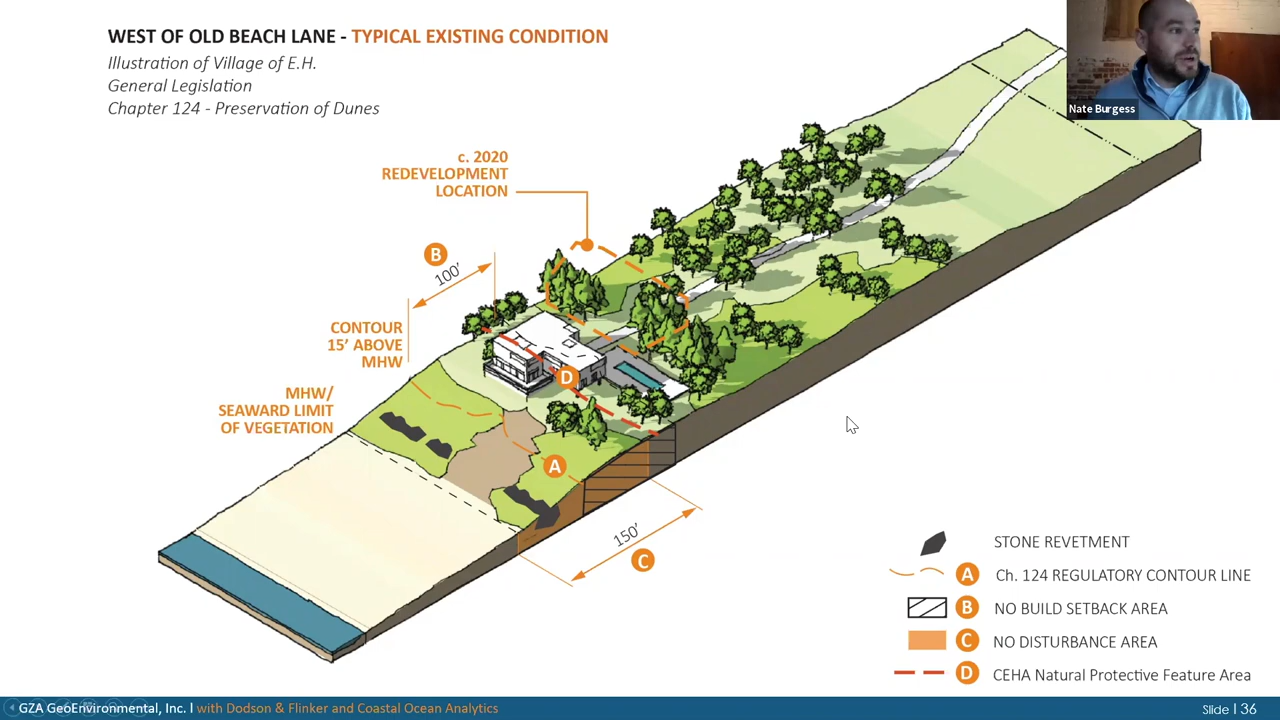 WEST OF OLD BEACH LANE - TYPICAL EXISTING CONDITION
Illustration of Village of E.H.
General Legislation
Chapter 124 - Preservation of Dunes
Nate Burgess
c. 2020
REDEVELOPMENT
LOCATION
B
100'
CONTOUR
15' ABOVE
MHW
MHW/
SEAWARD LIMIT
OF VEGETATION
D
A
150'
C
STONE REVETMENT
A Ch. 124 REGULATORY CONTOUR LINE
B NO BUILD SETBACK AREA
C NO DISTURBANCE AREA
D CEHA Natural Protective Feature Area
GZA GeoEnvironmental, Inc. I with Dodson & Flinker and Coastal Ocean Analytics
Slide I 36